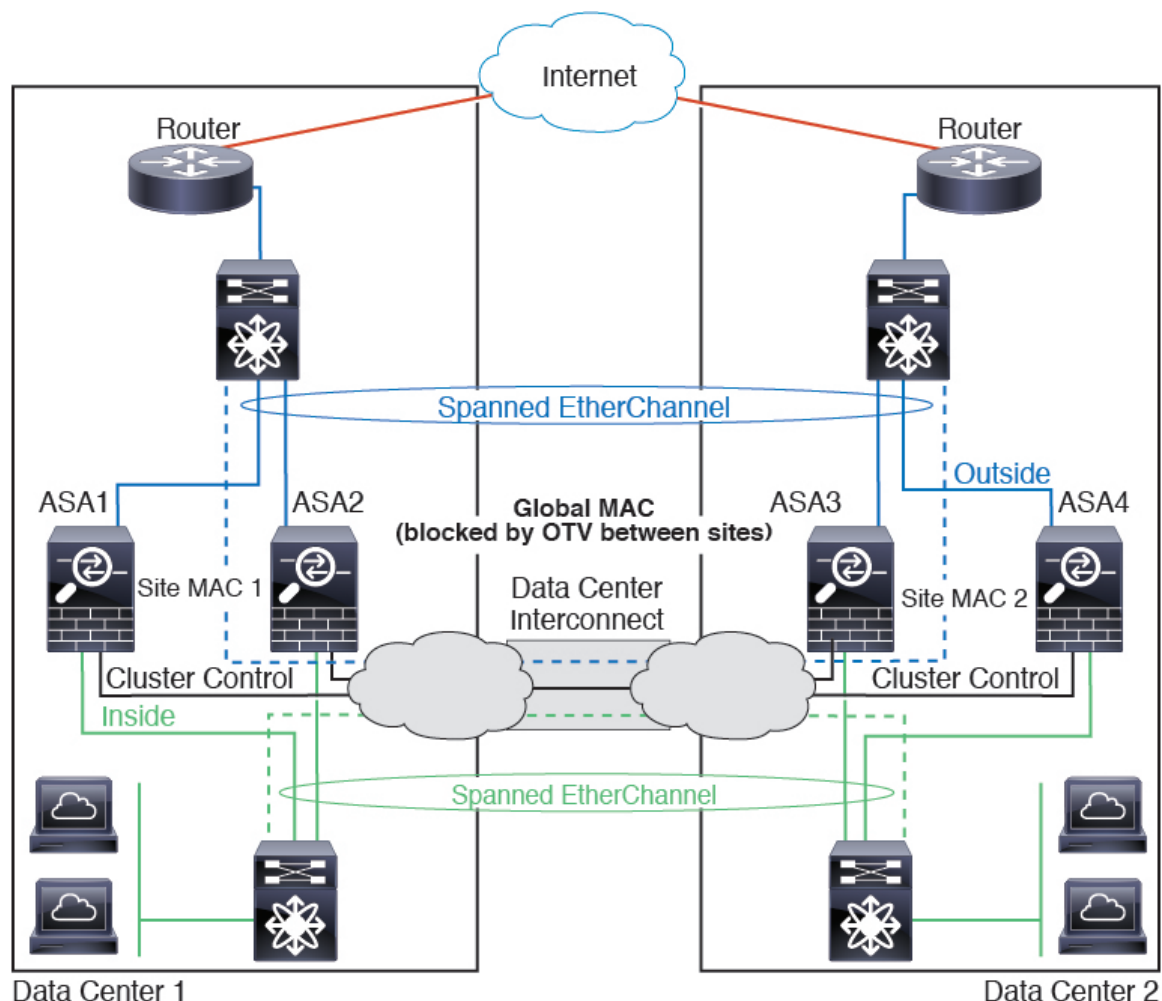 Internet
Router
Router
Spanned EtherChannel
Outside
ASA1
ASA2
Global MAC
(blocked by OTV between sites)
ASA3
ASA4
Site MAC 1
Data Center
Interconnect
Site MAC 2
Cluster Control
Cluster Control
Inside
Spanned EtherChannel
Data Center 1
Data Center 2